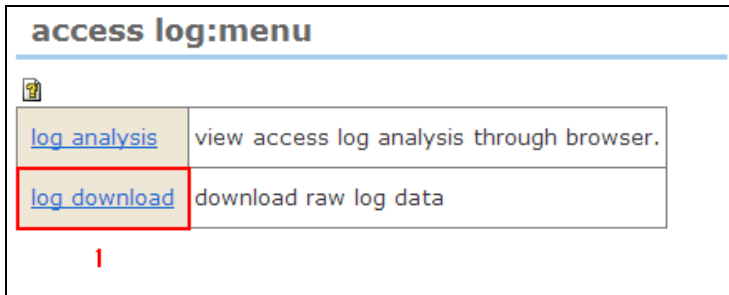 access log:menu
log analysis view access log analysis through browser.
log download download raw log data
1